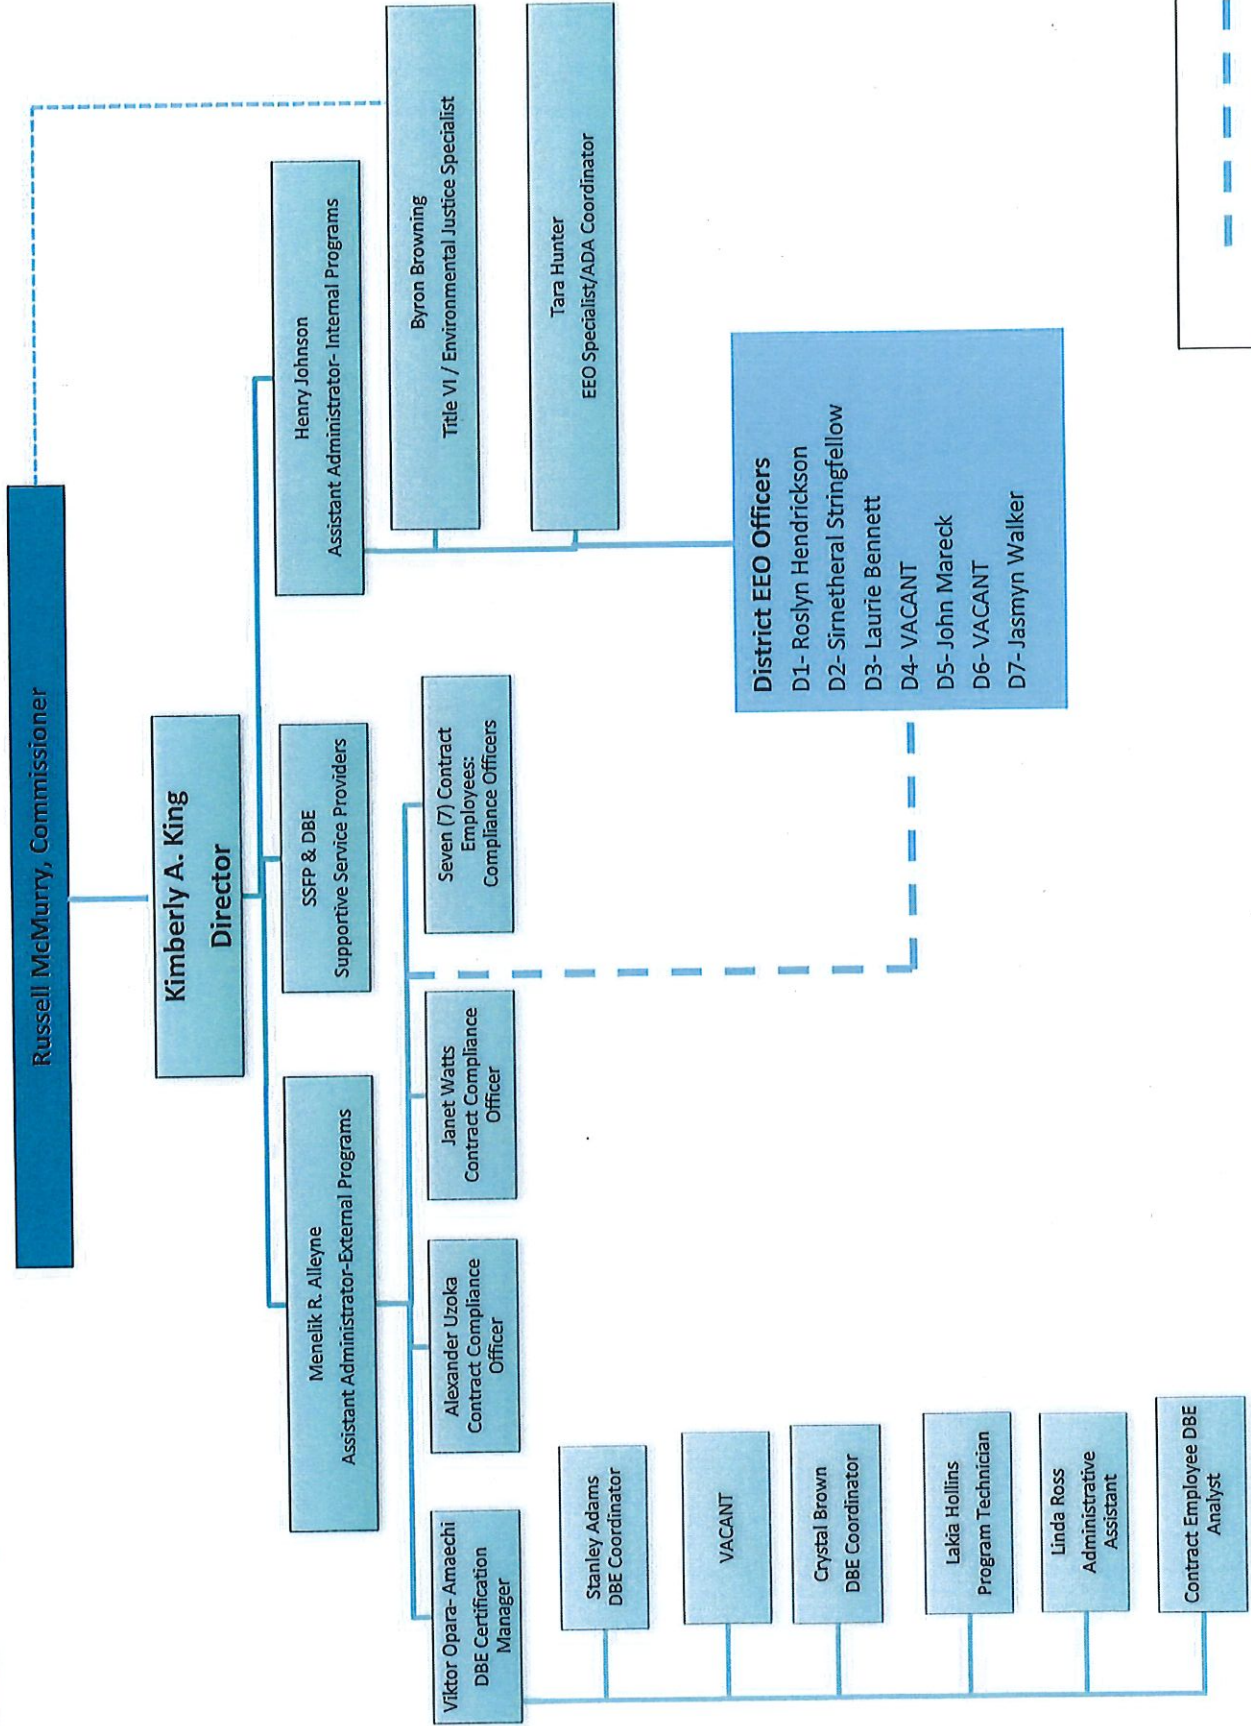 Russell McMurry, Commissioner
Kimberly A. King
Director
Menelik R. Alleyne
Assistant Administrator-External Programs
SSFP & DBE
Supportive Service Providers
Henry Johnson
Assistant Administrator- Internal Programs
Viktor Opara- Amaechi
DBE Certification
Manager
Alexander Uzoka
Contract Compliance
Officer
Janet Watts
Contract Compliance
Officer
Seven (7) Contract
Employees:
Compliance Officers
Byron Browning
Title VI / Environmental Justice Specialist
Tara Hunter
EEO Specialist/ADA Coordinator
Stanley Adams
DBE Coordinator
VACANT
Crystal Brown
DBE Coordinator
Lakia Hollins
Program Technician
Linda Ross
Administrative
Assistant
Contract Employee DBE
Analyst
District EEO Officers
D1- Roslyn Hendrickson
D2- Sirnetheral Stringfellow
D3- Laurie Bennett
D4- VACANT
D5- John Mareck
D6- VACANT
D7- Jasmyn Walker